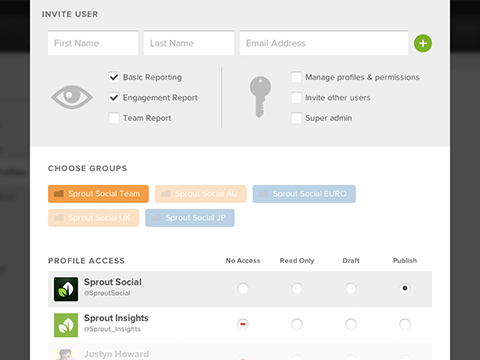 INVITE USER
First Name
Last Name
Email Address
Basic Reporting
Manage profiles & permissions
Engagement Report
Invite other users
Team Report
Super admin
CHOOSE GROUPS
Sprout Social Team
Sprout Social AU
Sprout Social EURO
Sprout Social UK
Sprout Social JP
PROFILE ACCESS
No Access
Read Only
Draft
Publish
Sprout Social
@SproutSocial
Sprout Insights
@Sprout_Insights
Justyn Howard